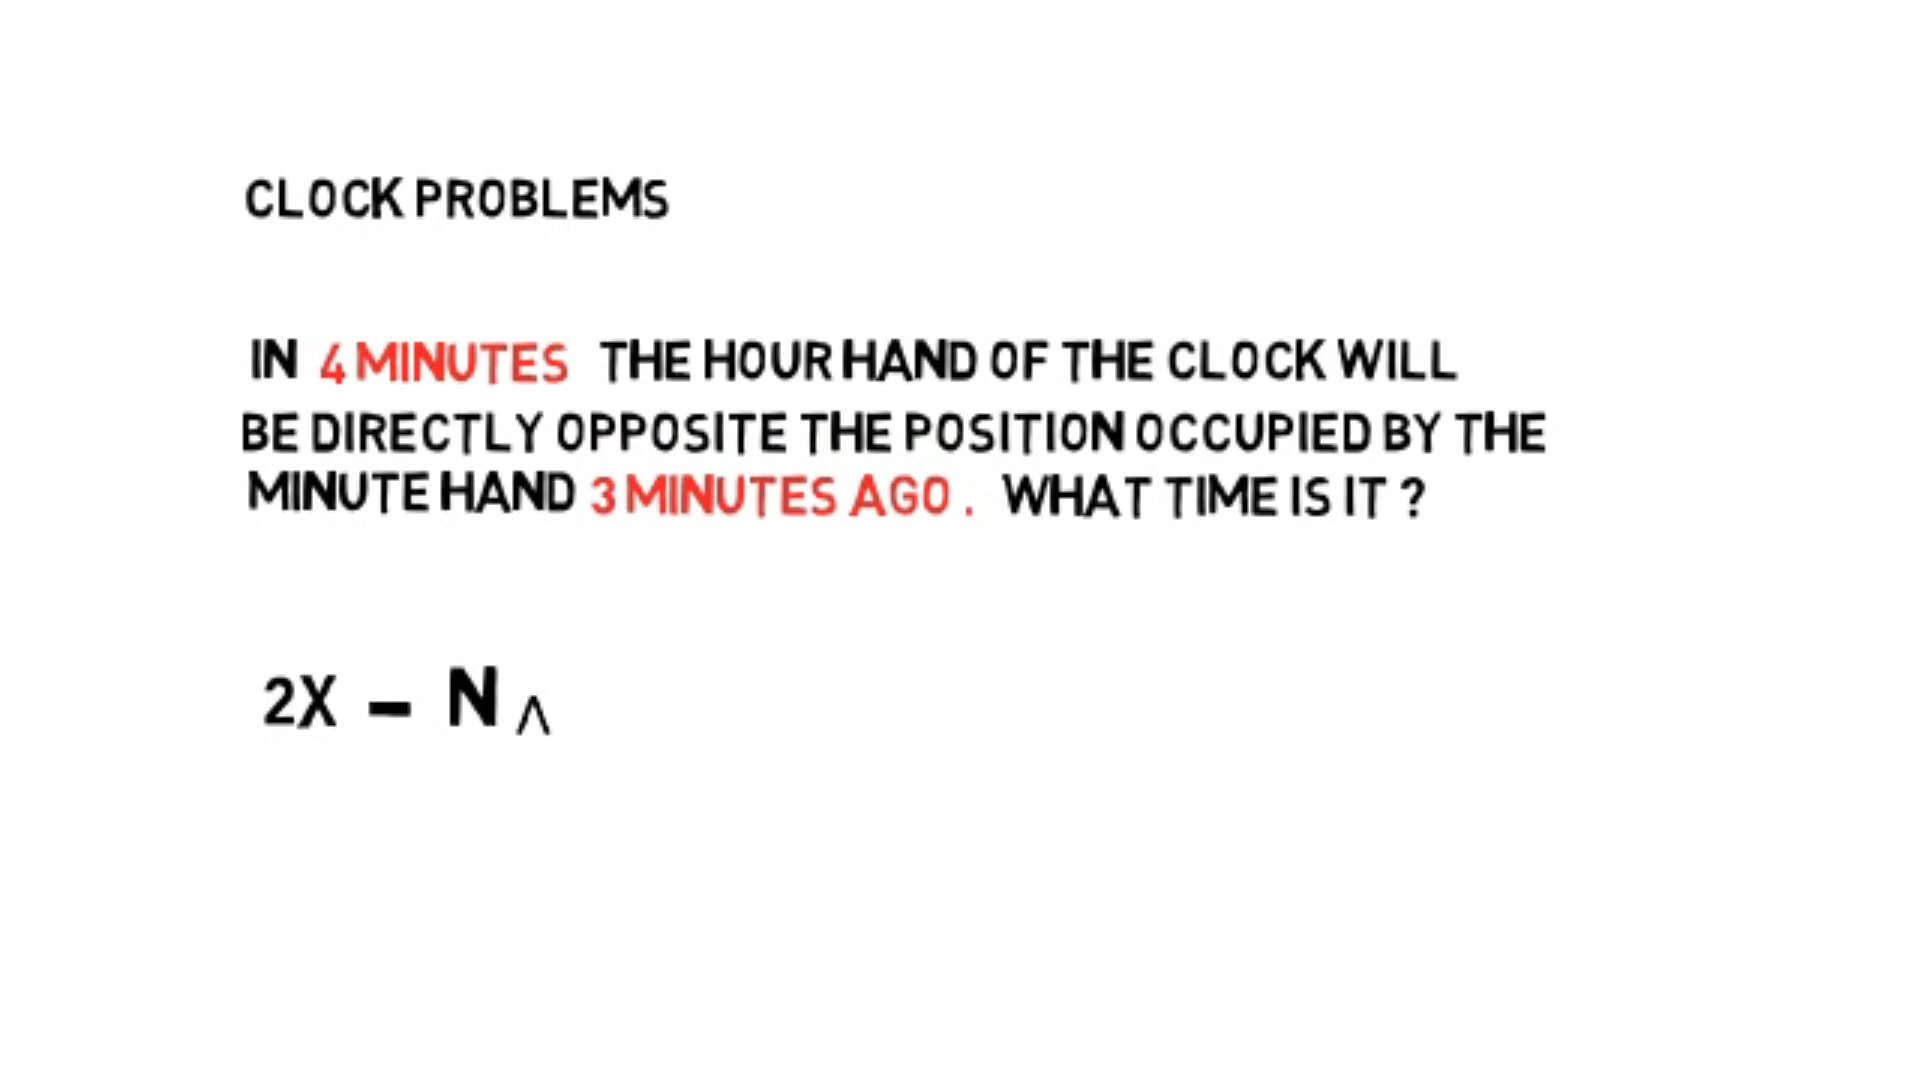 CLOCK PROBLEMS
IN 4 MINUTES THE HOUR HAND OF THE CLOCK WILL
BE DIRECTLY OPPOSITE THE POSITION OCCUPIED BY THE
MINUTE HAND 3 MINUTES AGO. WHAT TIME IS IT?
2X - N